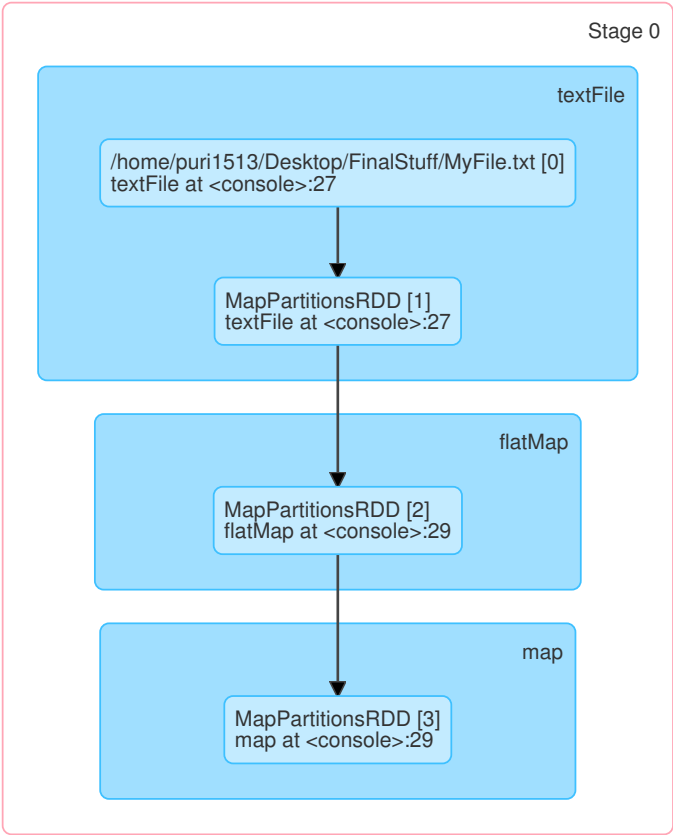 Stage 0
textFile
/home/puri1513/Desktop/FinalStuff/MyFile.txt [0]
textFile at <console>:27
MapPartitionsRDD [1]
textFile at <console>:27
flatMap
MapPartitionsRDD [2]
flatMap at <console>:29
map
MapPartitionsRDD [3]
map at <console>:29